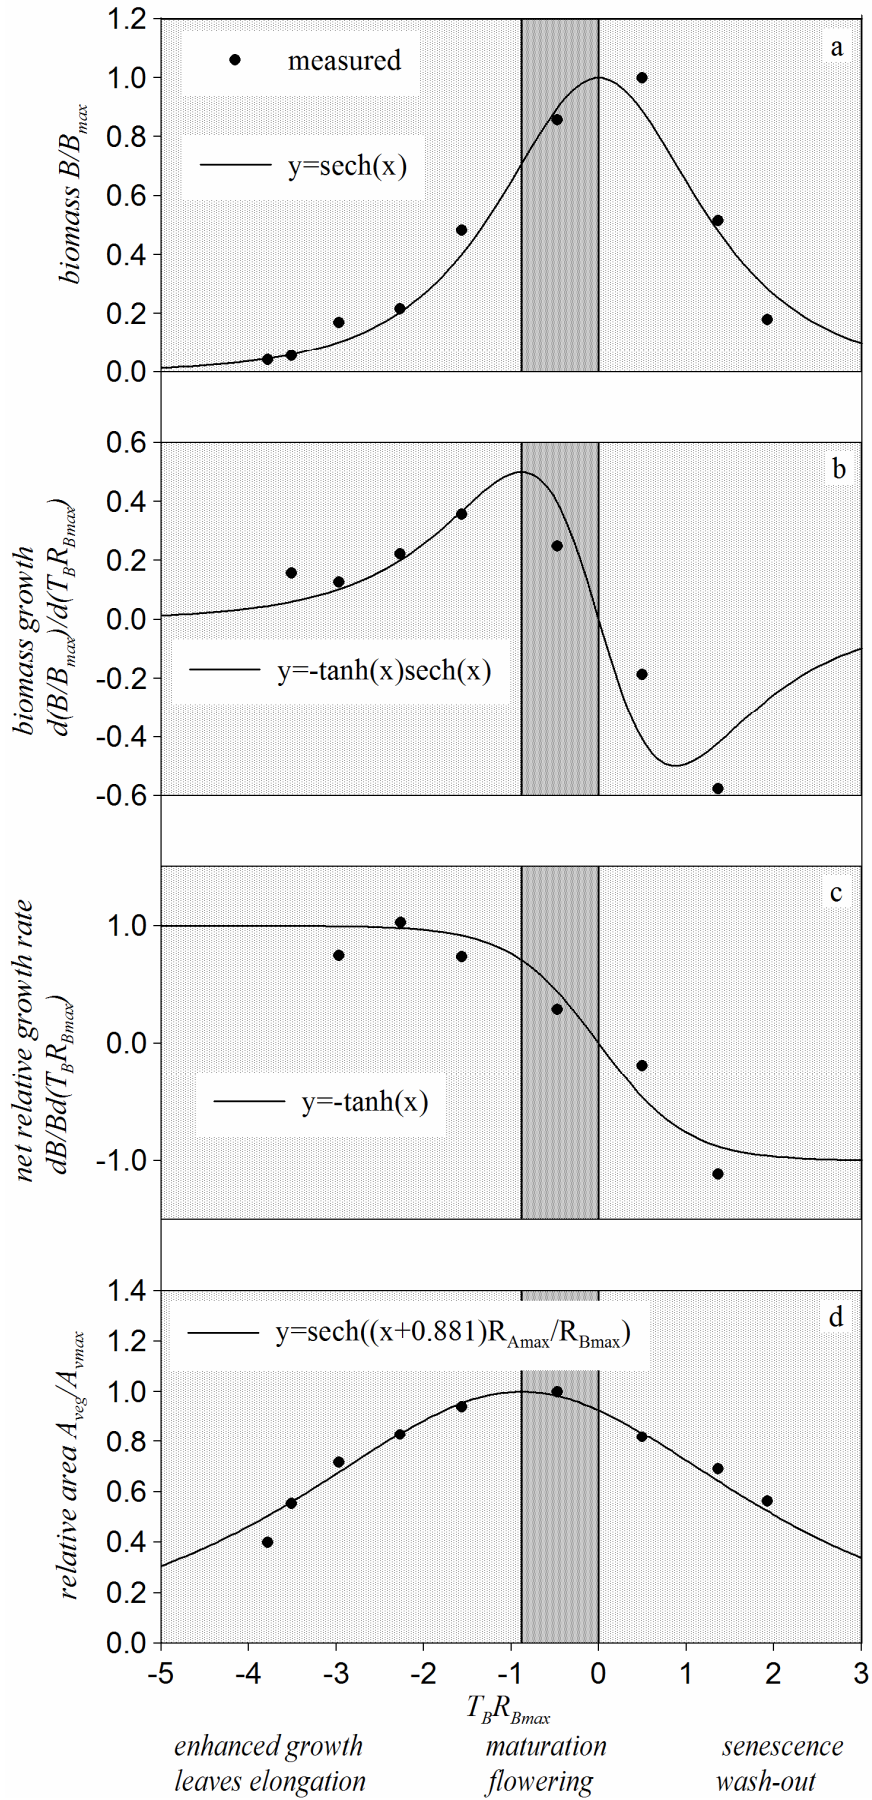 1.2
a
measured
1.0
0.8
y=sech(x)
0.6
0.4
0.2
0.0
biomass B/Bmax
0.6
b
0.4
0.2
0.0
y=-tanh(x)sech(x)
-0.2
-0.4
-0.6
biomass growth
d(B/Bmax)/d(TBRBmax)
c
1.0
0.0
y=-tanh(x)
-1.0
net relative growth rate
dB/Bd(TBRBmax)
1.4
d
y=sech((x+0.881)RAmax/RBmax)
1.2
1.0
0.8
0.6
0.4
0.2
0.0
relative area Aveg/Avmax
-5 -4 -3 -2 -1 0 1 2 3
TBRBmax
enhanced growth maturation senescence
leaves elongation flowering wash-out